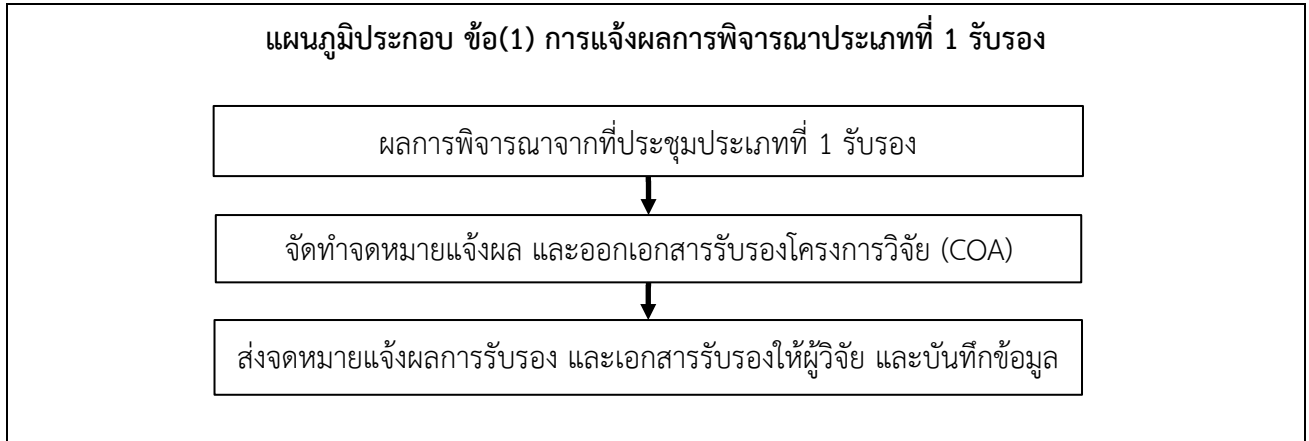 แผนภูมิประกอบ ข้อ(1) การแจ้งผลการพิจารณาประเภทที่ 1 รับรอง
ผลการพิจารณาจากที่ประชุมประเภทที่ 1 รับรอง
จัดทำจดหมายแจ้งผล และออกเอกสารรับรองโครงการวิจัย (COA)
ส่งจดหมายแจ้งผลการรับรอง และเอกสารรับรองให้ผู้วิจัย และบันทึกข้อมูล